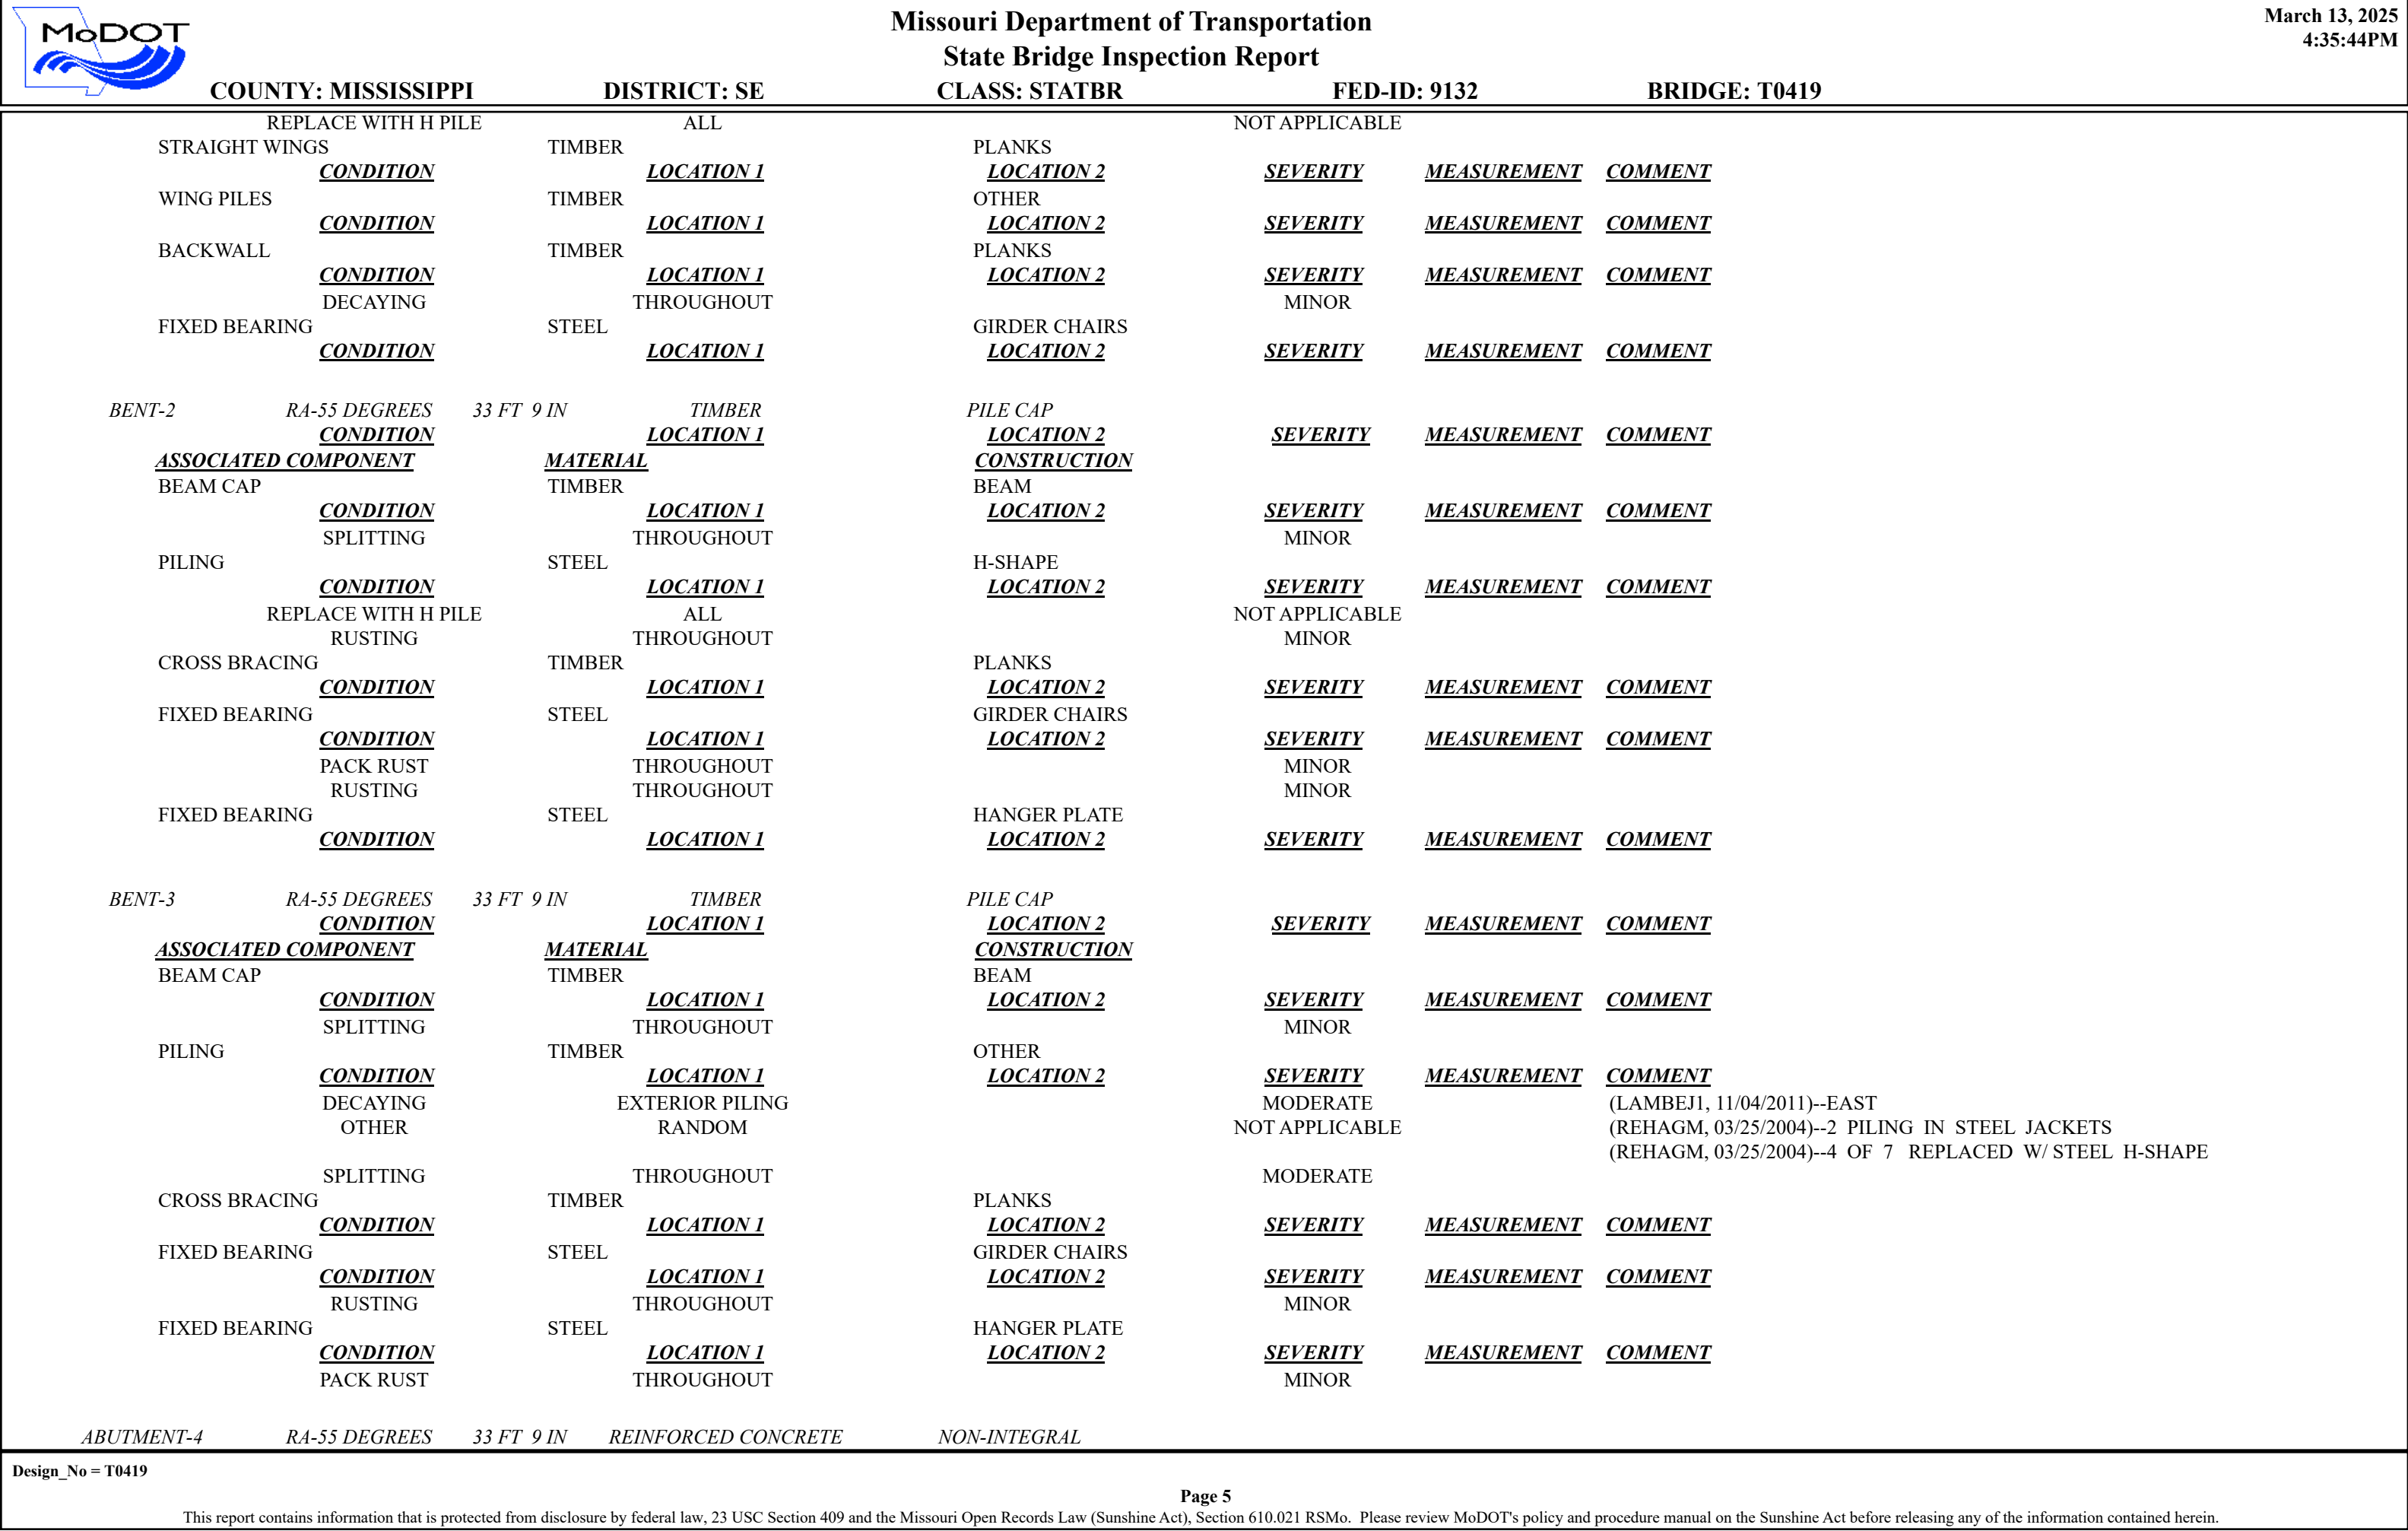 MoDOT
Missouri Department of Transportation
State Bridge Inspection Report
March 13, 2025
4:35:44PM
COUNTY: MISSISSIPPI DISTRICT: SE CLASS: STATBR FED-ID: 9132 BRIDGE: T0419
REPLACE WITH H PILE ALL NOT APPLICABLE
STRAIGHT WINGS TIMBER PLANKS
CONDITION LOCATION 1 LOCATION 2 SEVERITY MEASUREMENT COMMENT
WING PILES TIMBER OTHER
CONDITION LOCATION 1 LOCATION 2 SEVERITY MEASUREMENT COMMENT
BACKWALL TIMBER PLANKS
CONDITION LOCATION 1 LOCATION 2 SEVERITY MEASUREMENT COMMENT
DECAYING THROUGHOUT MINOR
FIXED BEARING STEEL GIRDER CHAIRS
CONDITION LOCATION 1 LOCATION 2 SEVERITY MEASUREMENT COMMENT
BENT-2 RA-55 DEGREES 33 FT 9 IN TIMBER PILE CAP
CONDITION LOCATION 1 LOCATION 2 SEVERITY MEASUREMENT COMMENT
ASSOCIATED COMPONENT MATERIAL CONSTRUCTION
BEAM CAP TIMBER BEAM
CONDITION LOCATION 1 LOCATION 2 SEVERITY MEASUREMENT COMMENT
SPLITTING THROUGHOUT MINOR
PILING STEEL H-SHAPE
CONDITION LOCATION 1 LOCATION 2 SEVERITY MEASUREMENT COMMENT
REPLACE WITH H PILE ALL NOT APPLICABLE
RUSTING THROUGHOUT MINOR
CROSS BRACING TIMBER PLANKS
CONDITION LOCATION 1 LOCATION 2 SEVERITY MEASUREMENT COMMENT
FIXED BEARING STEEL GIRDER CHAIRS
CONDITION LOCATION 1 LOCATION 2 SEVERITY MEASUREMENT COMMENT
PACK RUST THROUGHOUT MINOR
RUSTING THROUGHOUT MINOR
FIXED BEARING STEEL HANGER PLATE
CONDITION LOCATION 1 LOCATION 2 SEVERITY MEASUREMENT COMMENT
BENT-3 RA-55 DEGREES 33 FT 9 IN TIMBER PILE CAP
CONDITION LOCATION 1 LOCATION 2 SEVERITY MEASUREMENT COMMENT
ASSOCIATED COMPONENT MATERIAL CONSTRUCTION
BEAM CAP TIMBER BEAM
CONDITION LOCATION 1 LOCATION 2 SEVERITY MEASUREMENT COMMENT
SPLITTING THROUGHOUT MINOR
PILING TIMBER OTHER
CONDITION LOCATION 1 LOCATION 2 SEVERITY MEASUREMENT COMMENT
DECAYING EXTERIOR PILING MODERATE (LAMBEJ1, 11/04/2011)--EAST
OTHER RANDOM NOT APPLICABLE (REHAGM, 03/25/2004)--2 PILING IN STEEL JACKETS
(REHAGM, 03/25/2004)--4 OF 7 REPLACED W/ STEEL H-SHAPE
SPLITTING THROUGHOUT MODERATE
CROSS BRACING TIMBER PLANKS
CONDITION LOCATION 1 LOCATION 2 SEVERITY MEASUREMENT COMMENT
FIXED BEARING STEEL GIRDER CHAIRS
CONDITION LOCATION 1 LOCATION 2 SEVERITY MEASUREMENT COMMENT
RUSTING THROUGHOUT MINOR
FIXED BEARING STEEL HANGER PLATE
CONDITION LOCATION 1 LOCATION 2 SEVERITY MEASUREMENT COMMENT
PACK RUST THROUGHOUT MINOR
ABUTMENT-4 RA-55 DEGREES 33 FT 9 IN REINFORCED CONCRETE NON-INTEGRAL
Design_No = T0419
Page 5
This report contains information that is protected from disclosure by federal law, 23 USC Section 409 and the Missouri Open Records Law (Sunshine Act), Section 610.021 RSMo. Please review MoDOT's policy and procedure manual on the Sunshine Act before releasing any of the information contained herein.